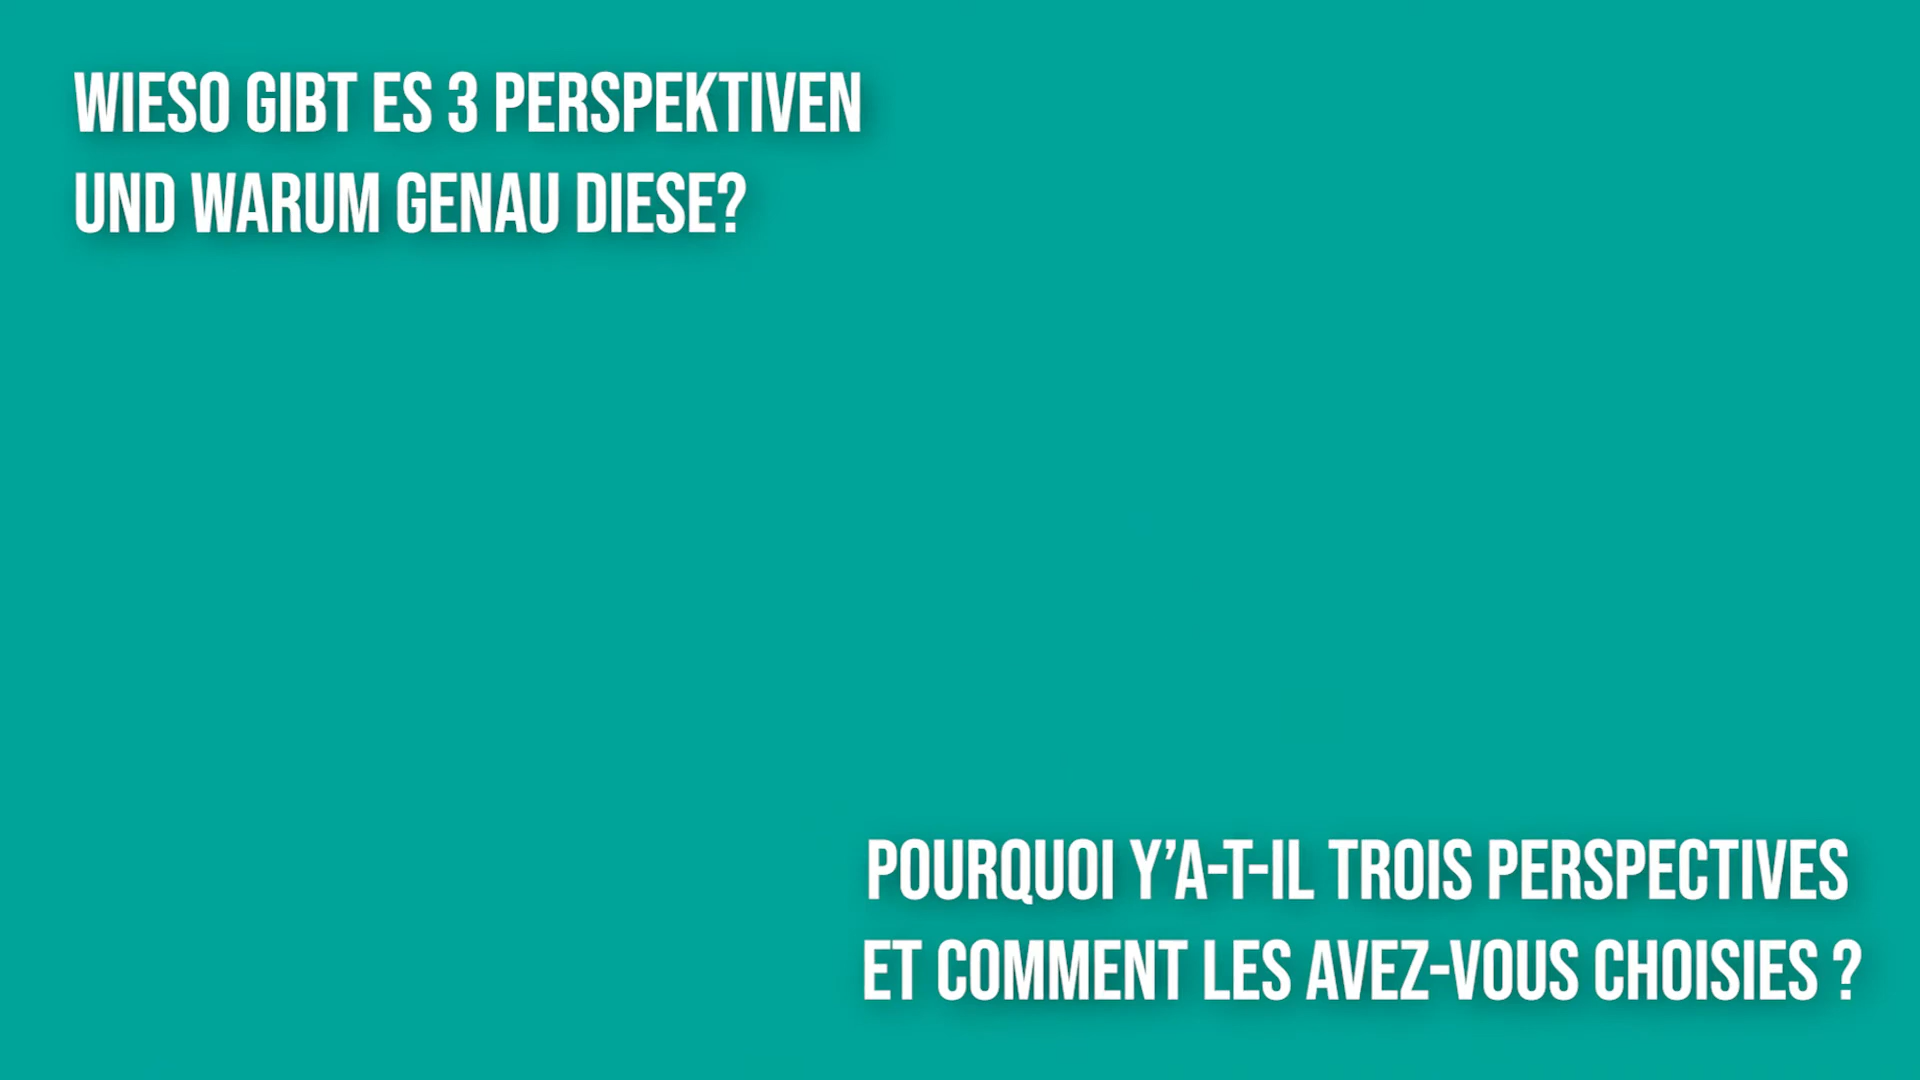 WIESO GIBT ES 3 PERSPEKTIVEN
UND WARUM GENAU DIESE?
POURQUOI Y’A-T-IL TROIS PERSPECTIVES
ET COMMENT LES AVEZ-VOUS CHOISIES ?